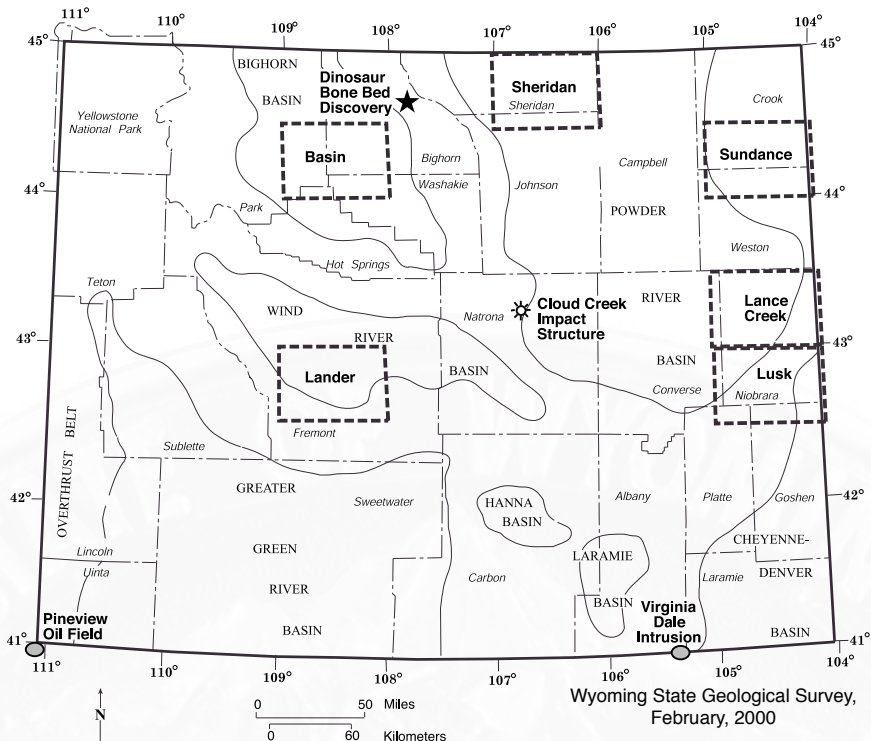 111° 110° 109° 108° 107° 106° 105° 104°
45° 45°
BIGHORN
BASIN
Dinosaur
Bone Bed
Discovery
Sheridan
Sheridan
Crook
Yellowstone
National Park
Basin
Bighorn
Washakie
Johnson
Campbell
Sundance
44° 44°
Park
POWDER
Hot Springs
Weston
Teton
WIND
Natrona
Cloud Creek
Impact
Structure
RIVER
Lance
Creek
43° 43°
RIVER
BASIN
BASIN
Lander
Converse
Lusk
Niobrara
Fremont
Sublette
OVERTHRUST BELT
42° 42°
GREATER
Sweetwater
HANNA
BASIN
Albany
Platte
Goshen
GREEN
LARAMIE
CHEYENNE-
DENVER
Lincoln
Uinta
Carbon
Laramie
RIVER
BASIN
BASIN
BASIN
Pineview
Oil Field
Virginia
Dale
Intrusion
41° 41°
111° 110° 109° 108° 107° 106° 105° 104°
N
0 50 Miles
0 60 Kilometers
Wyoming State Geological Survey,
February, 2000